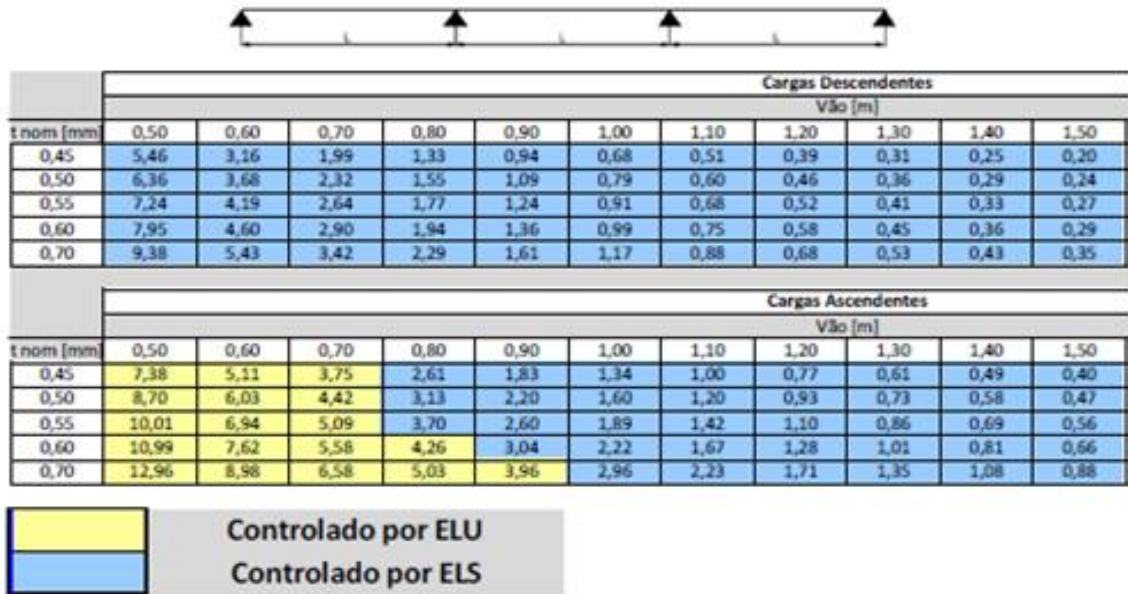 L L L
Cargas Descendentes
Vão [m]
t nom [mm] 0,50 0,60 0,70 0,80 0,90 1,00 1,10 1,20 1,30 1,40 1,50
0,45 5,46 3,16 1,99 1,33 0,94 0,68 0,51 0,39 0,31 0,25 0,20
0,50 6,36 3,68 2,32 1,55 1,09 0,79 0,60 0,46 0,36 0,29 0,24
0,55 7,24 4,19 2,64 1,77 1,24 0,91 0,68 0,52 0,41 0,33 0,27
0,60 7,95 4,60 2,90 1,94 1,36 0,99 0,75 0,58 0,45 0,36 0,29
0,70 9,38 5,43 3,42 2,29 1,61 1,17 0,88 0,68 0,53 0,43 0,35
Cargas Ascendentes
Vão [m]
t nom [mm] 0,50 0,60 0,70 0,80 0,90 1,00 1,10 1,20 1,30 1,40 1,50
0,45 7,38 5,11 3,75 2,61 1,83 1,34 1,00 0,77 0,61 0,49 0,40
0,50 8,70 6,03 4,42 3,13 2,20 1,60 1,20 0,93 0,73 0,58 0,47
0,55 10,01 6,94 5,09 3,70 2,60 1,89 1,42 1,10 0,86 0,69 0,56
0,60 10,99 7,62 5,58 4,26 3,04 2,22 1,67 1,28 1,01 0,81 0,66
0,70 12,96 8,98 6,58 5,03 3,96 2,96 2,23 1,71 1,35 1,08 0,88
Controlado por ELU
Controlado por ELS